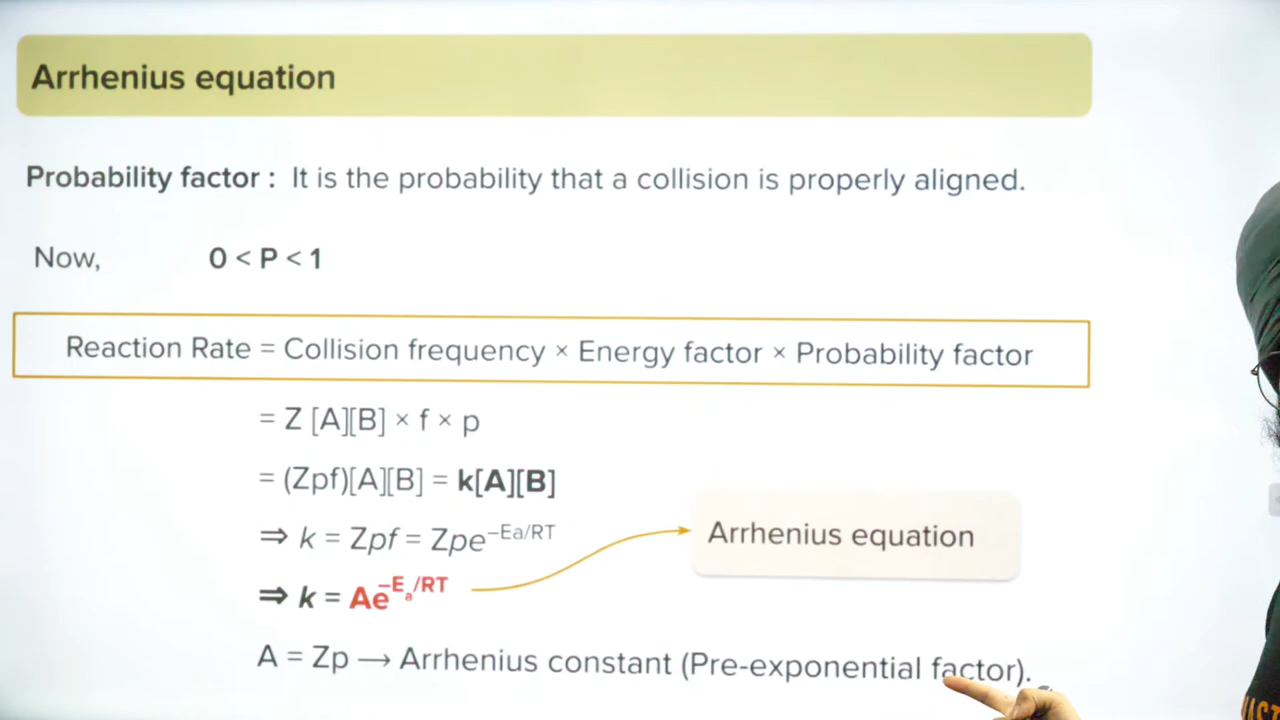 Arrhenius equation
Probability factor : It is the probability that a collision is properly aligned.
Now, 0 < P < 1
Reaction Rate = Collision frequency × Energy factor × Probability factor
= Z [A][B] × f × p
= (Zpf)[A][B] = k[A][B]
⇒ k = Zpf = Zpe⁻ᴱᵃ/ᴿᵀ
Arrhenius equation
⇒ k = Ae^–Eₐ/RT
A = Zp → Arrhenius constant (Pre-exponential factor).